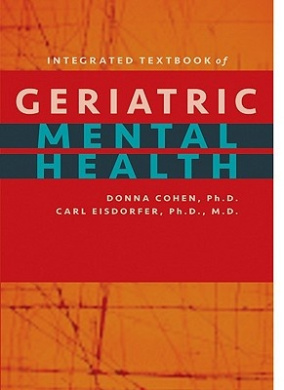 INTEGRATED TEXTBOOK of
GERIATRIC
MENTAL
HEALTH
DONNA COHEN, Ph.D.
CARL EISDORFER, Ph.D., M.D.